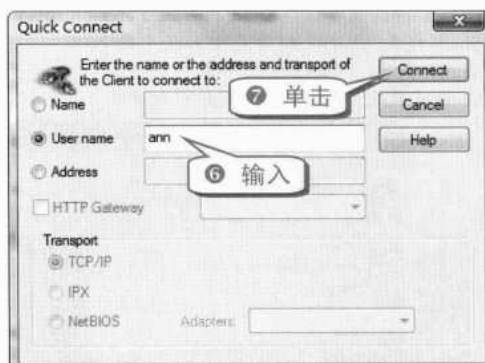 Quick Connect
Enter the name or the address and transport of
the Client to connect to:
Connect
❼ 单击
Name
Cancel
User name
ann
Help
Address
❻ 输入
HTTP Gateway
Transport
TCP/IP
IPX
NetBIOS
Adapters: